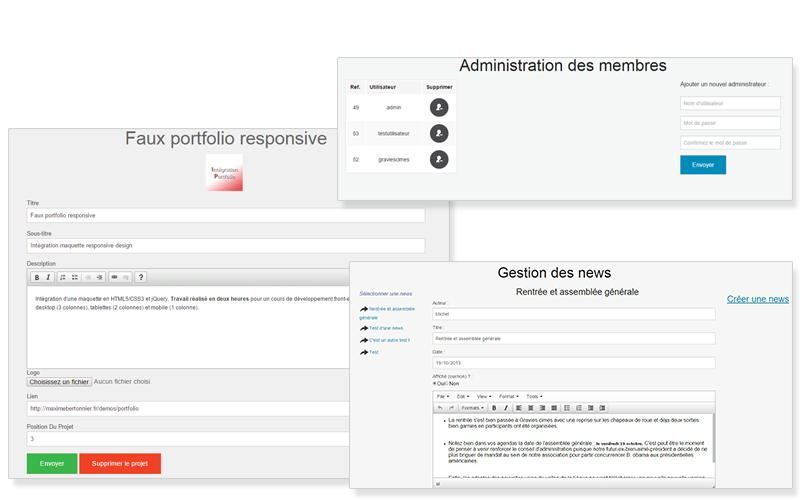 Administration des membres
Ref. Utilisateur Supprimer
49 admin
53 testutilisateur
52 graviescimes
Ajouter un nouvel administrateur :
Nom d'utilisateur
Mot de passe
Confirmez le mot de passe
Envoyer
Faux portfolio responsive
Intégration
Portfolio
Titre
Faux portfolio responsive
Sous-titre
Intégration maquette responsive design
Description
B I ?
Intégration d'une maquette en HTML5/CSS3 et jQuery. Travail réalisé en deux heures pour un cours de développement front-e
desktop (3 colonnes), tablettes (2 colonnes) et mobile (1 colonne).
Logo
Choisissez un fichier Aucun fichier choisi
Lien
http://maximebertonnier.fr/demos/portfolio
Position Du Projet
3
Envoyer Supprimer le projet
Gestion des news
Sélectionner une news
Rentrée et assemblée
générale
Test d'une news
C'est un autre test !
Test
Rentrée et assemblée générale
Créer une news
Auteur :
Michel
Titre :
Rentrée et assemblée générale
Date :
19/10/2013
Affiché (oui/non) ? :
Oui Non
File Edit View Format Tools
Formats B I
La rentrée s'est bien passée à Gravies cimes avec une reprise sur les chapeaux de roue et déja deux sorties
bien garnies en participants ont été organisées.
Notez bien dans vos agendas la date de l'assemblée générale : le vendredi 29 octobre. C'est peut être le moment
de penser à venir renforcer le conseil d'administration puisque notre futur-ex-bien-aimé-président a décidé de ne
plus briguer de mandat au sein de notre association pour partir concurrencer B. obama aux présidentielles
américaines.
ul